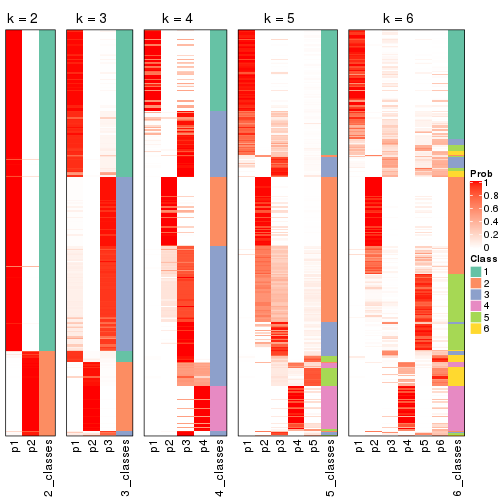 k = 2
k = 3
k = 4
k = 5
k = 6
p1
p2
2_classes
p1
p2
p3
3_classes
p1
p2
p3
p4
4_classes
p1
p2
p3
p4
p5
5_classes
p1
p2
p3
p4
p5
p6
6_classes
Prob
1
0.8
0.6
0.4
0.2
0
Class
1
2
3
4
5
6